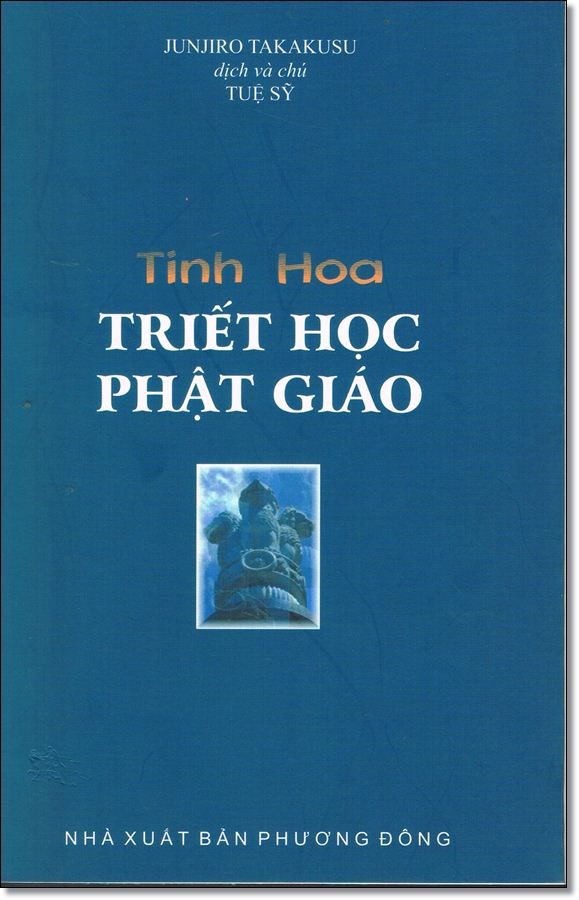 JUNJIRO TAKAKUSU
dịch và chú
TUỆ SỸ
Tinh Hoa
TRIẾT HỌC
PHẬT GIÁO
NHÀ XUẤT BẢN PHƯƠNG ĐÔNG